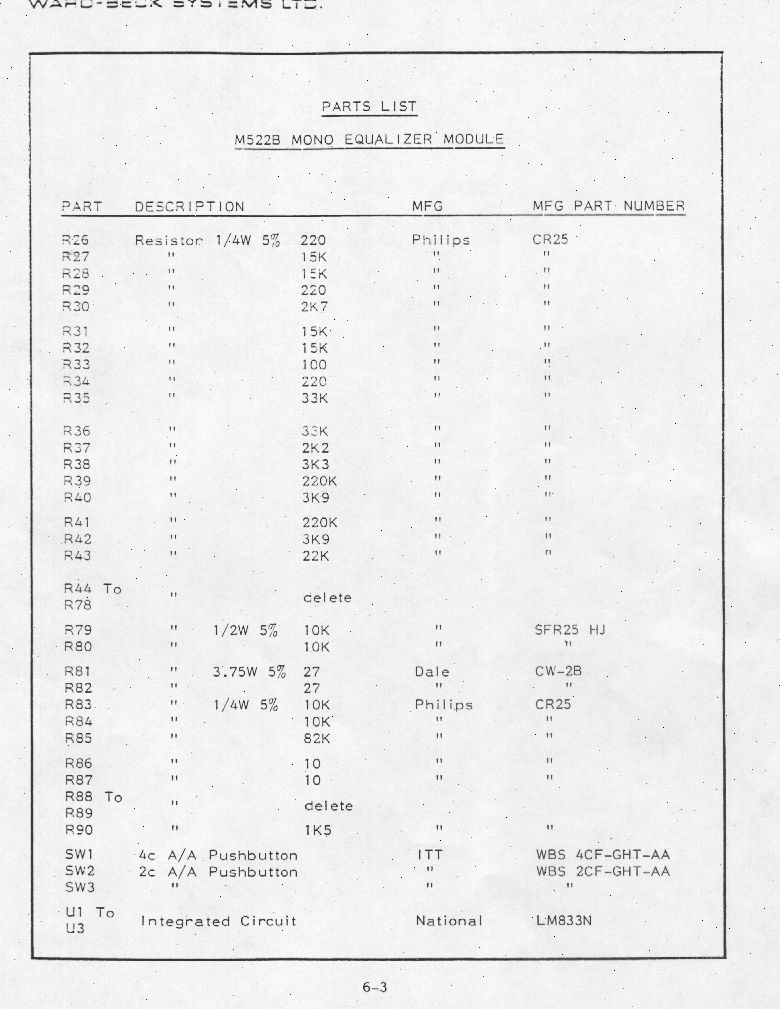 WARD-BECK SYSTEMS LTD.
PARTS LIST
M522B MONO EQUALIZER MODULE
PART DESCRIPTION MFG MFG PART NUMBER
R26 Resistor 1/4W 5% 220 Philips CR25
R27 " 15K " "
R28 " 15K " "
R29 " 220 " "
R30 " 2K7 " "
R31 " 15K " "
R32 " 15K " "
R33 " 100 " "
R34 " 220 " "
R35 " 33K " "
R36 " 33K " "
R37 " 2K2 " "
R38 " 3K3 " "
R39 " 220K " "
R40 " 3K9 " "
R41 " 220K " "
R42 " 3K9 " "
R43 " 22K " "
R44 To
R78 " delete
R79 " 1/2W 5% 10K " SFR25 HJ
R80 " 10K " "
R81 " 3.75W 5% 27 Dale CW-2B
R82 " 27 " "
R83 " 1/4W 5% 10K Philips CR25
R84 " 10K " "
R85 " 82K " "
R86 " 10 " "
R87 " 10 " "
R88 To
R89 " delete
R90 " 1K5 " "
SW1 4c A/A Pushbutton ITT WBS 4CF-GHT-AA
SW2 2c A/A Pushbutton " WBS 2CF-GHT-AA
SW3 " " "
U1 To
U3 Integrated Circuit National LM833N
6-3